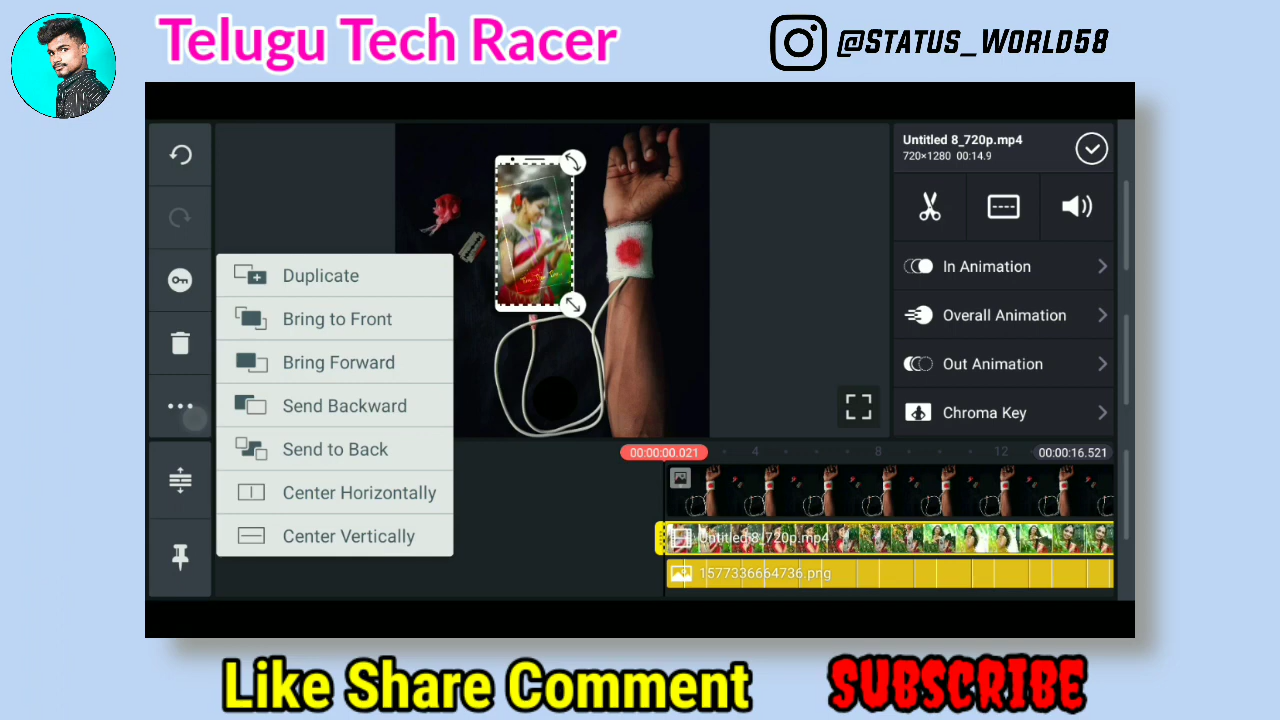 Telugu Tech Racer
@STATUS_WORLD58
Untitled 8_720p.mp4
720×1280 00:14.9
In Animation
Overall Animation
Out Animation
Chroma Key
Duplicate
Bring to Front
Bring Forward
Send Backward
Send to Back
Center Horizontally
Center Vertically
00:00:00.021
4
8
12
00:00:16.521
Untitled 8_720p.mp4
1577336664736.png
Like Share Comment
SUBSCRIBE